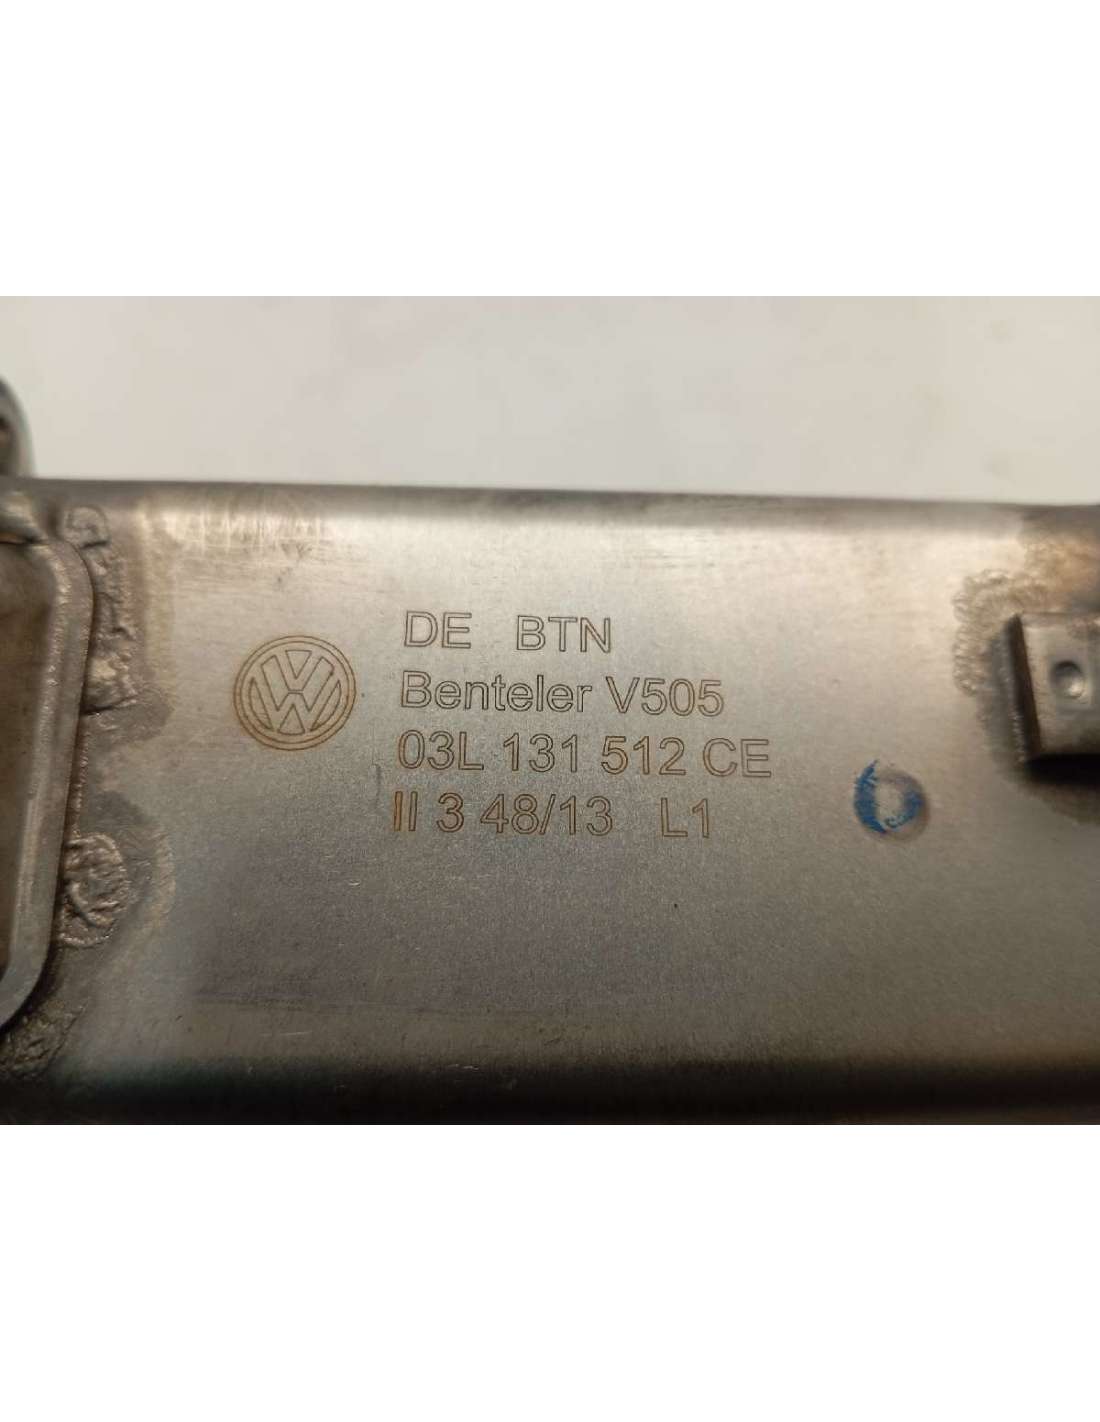 DE BTN
Benteler V505
03L 131 512 CE
II 3 48/13 L1